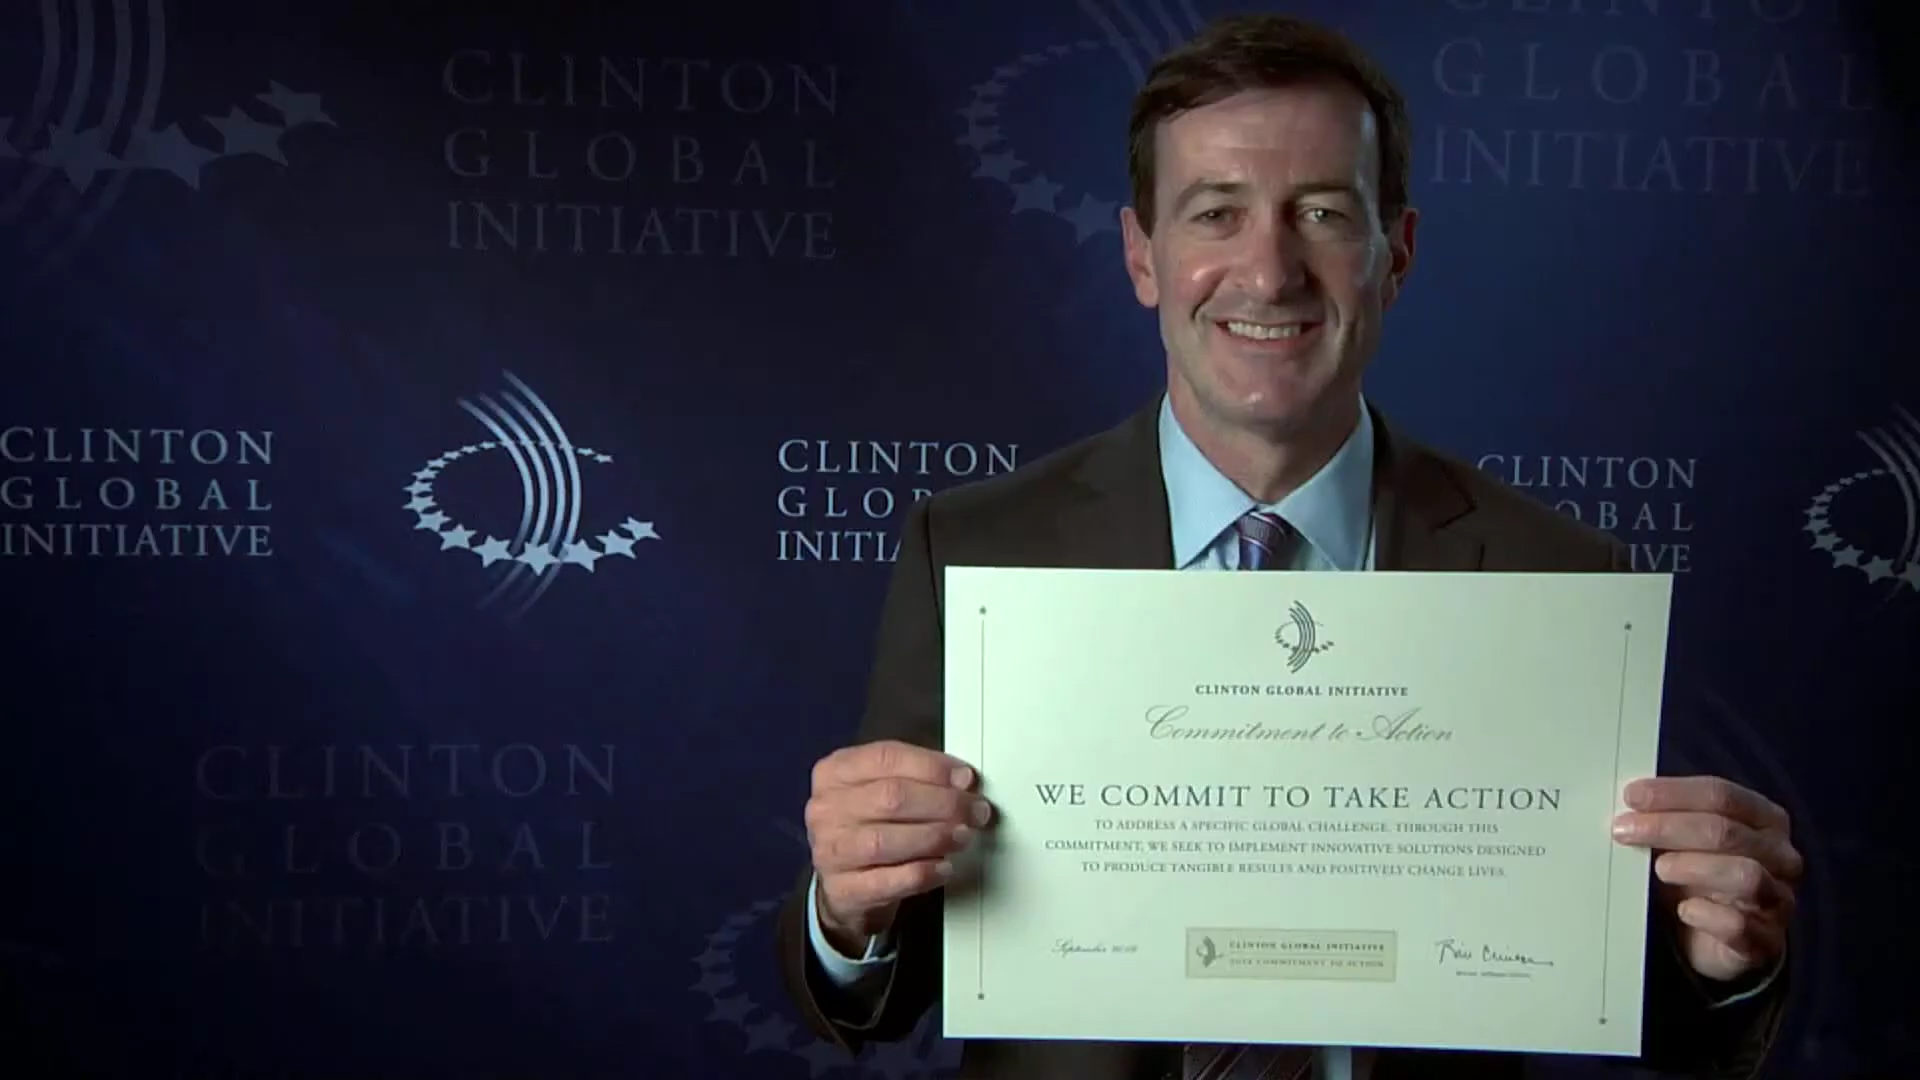 CLINTON
GLOBAL
INITIATIVE
CLINTON
GLOBAL
INITIATIVE
CLINTON
GLOBAL
INITIATIVE
CLINTON
INITIATIVE
CLINTON
GLOBAL
CLINTON
GLOBAL
INITIATIVE
CLINTON GLOBAL INITIATIVE
Commitment to Action
WE COMMIT TO TAKE ACTION
TO ADDRESS A SPECIFIC GLOBAL CHALLENGE. THROUGH THIS
COMMITMENT, WE SEEK TO IMPLEMENT INNOVATIVE SOLUTIONS DESIGNED
TO PRODUCE TANGIBLE RESULTS AND POSITIVELY CHANGE LIVES.
September
CLINTON GLOBAL INITIATIVE
COMMITMENT TO ACTION